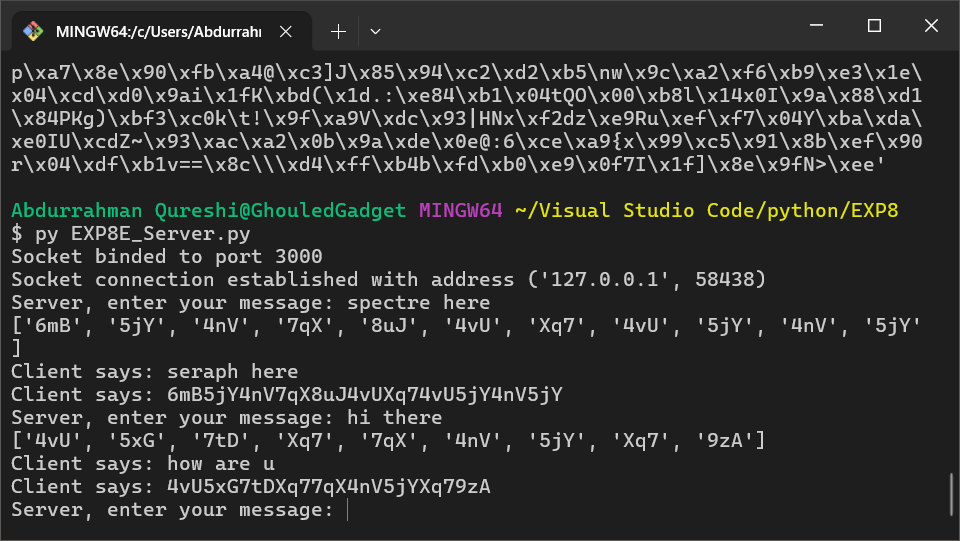 MINGW64:/c/Users/Abdurrahr
p\xa7\x8e\x90\xfb\xa4@\xc3]J\x85\x94\xc2\xd2\xb5\nw\x9c\xa2\xf6\xb9\xe3\x1e\
x04\xcd\xd0\x9ai\x1fK\xbd(\x1d.:\xe84\xb1\x04tQO\x00\xb8l\x14x0I\x9a\x88\xd1
\x84PKg)\xbf3\xc0k\t!\x9f\xa9V\xdc\x93|HNx\xf2dz\xe9Ru\xef\xf7\x04Y\xba\xda\
xe0IU\xcdZ~\x93\xac\xa2\x0b\x9a\xde\x0e@:6\xce\xa9{x\x99\xc5\x91\x8b\xef\x90
r\x04\xdf\xb1v==\x8c\\\xd4\xff\xb4b\xfd\xb0\xe9\x0f7I\x1f]\x8e\x9fN>\xee'
Abdurrahman Qureshi@GhouledGadget MINGW64 ~/Visual Studio Code/python/EXP8
$ py EXP8E_Server.py
Socket binded to port 3000
Socket connection established with address ('127.0.0.1', 58438)
Server, enter your message: spectre here
['6mB', '5jY', '4nV', '7qX', '8uJ', '4vU', 'Xq7', '4vU', '5jY', '4nV', '5jY'
]
Client says: seraph here
Client says: 6mB5jY4nV7qX8uJ4vUXq74vU5jY4nV5jY
Server, enter your message: hi there
['4vU', '5xG', '7tD', 'Xq7', '7qX', '4nV', '5jY', 'Xq7', '9zA']
Client says: how are u
Client says: 4vU5xG7tDXq77qX4nV5jYXq79zA
Server, enter your message: